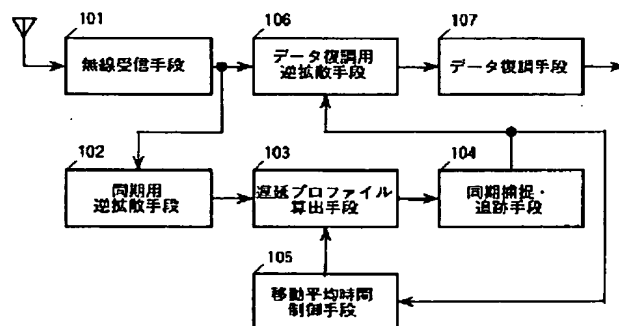 101
無線受信手段
106
データ復調用
逆拡散手段
107
データ復調手段
102
同期用
逆拡散手段
103
遅延プロファイル
算出手段
104
同期捕捉・
追跡手段
105
移動平均時間
制御手段